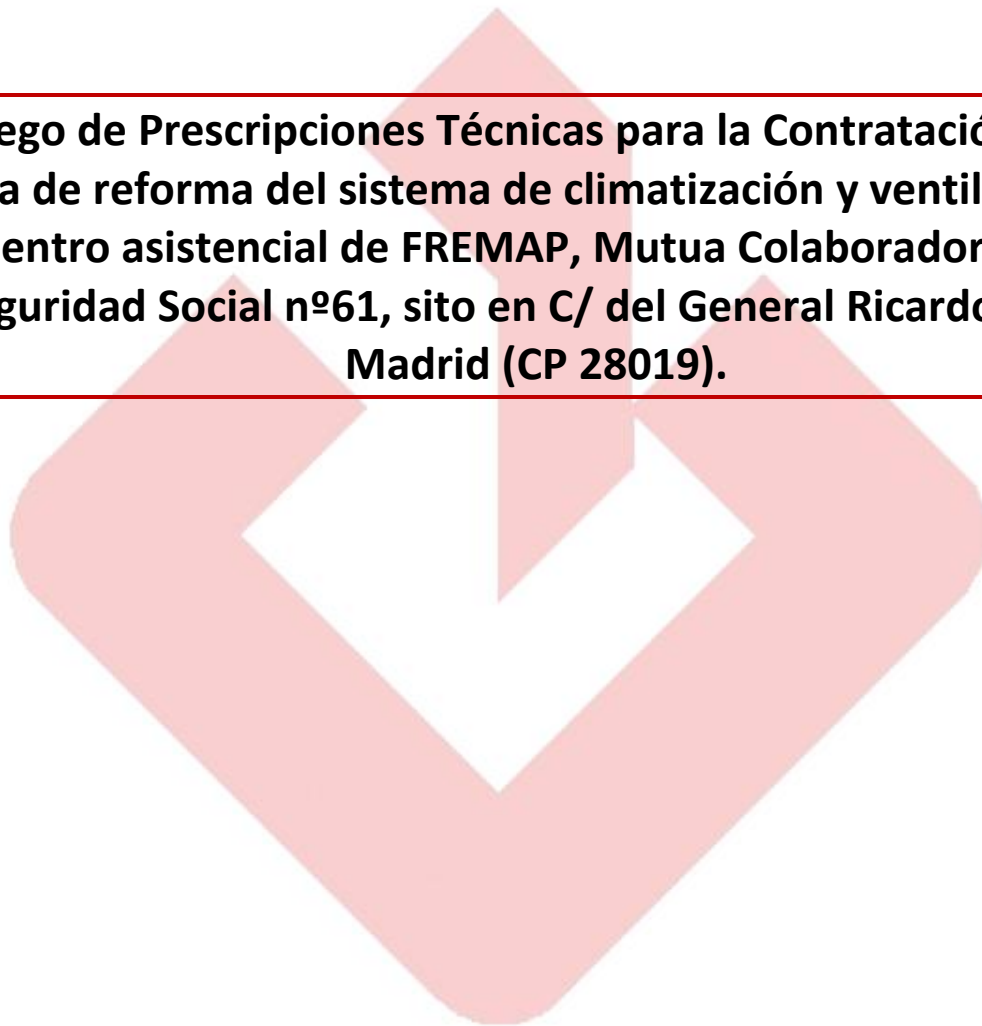 ego de Prescripciones Técnicas para la Contratació
a de reforma del sistema de climatización y ventil
entro asistencial de FREMAP, Mutua Colaborador
guridad Social nº61, sito en C/ del General Ricardo
Madrid (CP 28019).